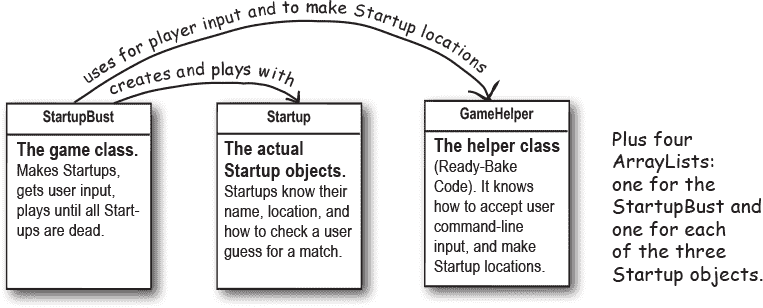 uses for player input and to make Startup locations
creates and plays with
StartupBust
The game class.
Makes Startups,
gets user input,
plays until all Start-
ups are dead.
Startup
The actual
Startup objects.
Startups know their
name, location, and
how to check a user
guess for a match.
GameHelper
The helper class
(Ready-Bake
Code). It knows
how to accept user
command-line
input, and make
Startup locations.
Plus four
ArrayLists:
one for the
StartupBust and
one for each
of the three
Startup objects.